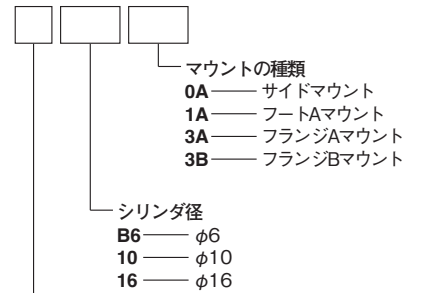 マウントの種類
0A サイドマウント
1A フートAマウント
3A フランジAマウント
3B フランジBマウント
シリンダ径
B6 φ6
10 φ10
16 φ16